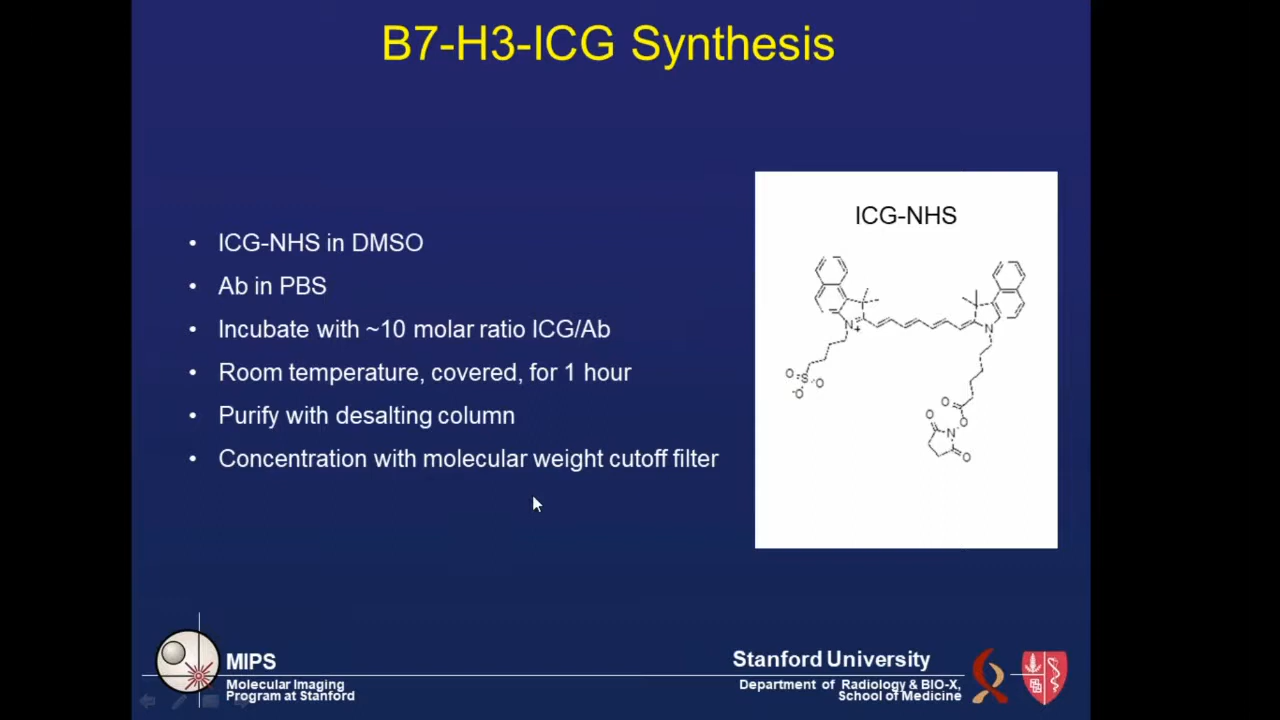 B7-H3-ICG Synthesis
• ICG-NHS in DMSO
• Ab in PBS
• Incubate with ~10 molar ratio ICG/Ab
• Room temperature, covered, for 1 hour
• Purify with desalting column
• Concentration with molecular weight cutoff filter
ICG-NHS
N
+
N
O
S
O
-O
O
O
O
N
O
MIPS
Molecular Imaging
Program at Stanford
Stanford University
Department of Radiology & BIO-X,
School of Medicine